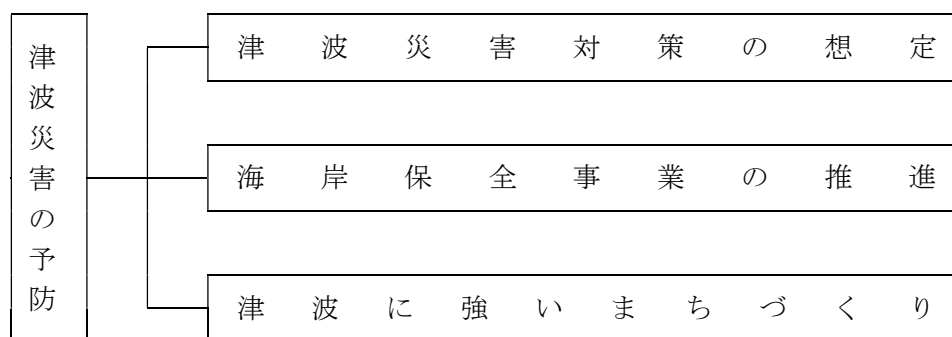 津波災害の予防
津波災害対策の想定
海岸保全事業の推進
津波に強いまちづくり